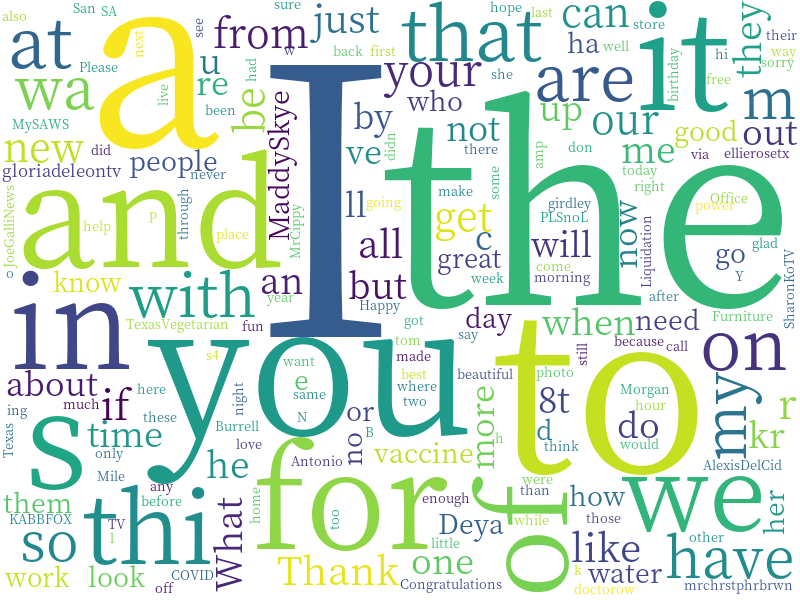 also
San SA
sure
hope
last
a
at
Please
next
see
from
w
just
back
first
that
can
store
ha
well
it
they
their
way
sorry
hi
wa
u
re
had
be
your
she
are
birthday
free
m
live
been
MySAWS
who
by
up
our
new
did
people
never
not
there
amp
don
me
good
out
via
ellierosetx
gloriadeleontv
MaddySkye
ve
didn
today
right
I
the
and
JoeGalliNews
help
p
through
place
MrCippy
ll
going
make
some
girdley
PLSnoL
Office
power
get
c
all
great
will
now
Liquidation
go
glad
Y
come
morning
SharonKoTV
o
in
know
with
an
year
but
week
Happy
after
TexasVegetarian
fun
got
day
say
when
need
Furniture
because
call
you
s4
tom
made
still
on
to
about
if
here
want
e
same
best
where
two
beautiful
photo
8t
Morgan
hour
my
r
ing
much
these
night
N
or
no
B
more
d
do
would
kr
Texas
s
time
only
Burrell
love
he
vaccine
h
think
AlexisDelCid
Mile
any
before
Antonio
were
than
for
of
we
them
KABBFOX
TV
l
thi
home
too
enough
while
how
those
her
so
What
Deya
little
like
other
have
work
look
COVID
off
Thank
one
Congratulations
k
water
doctorow
mrchrstphrbrwn